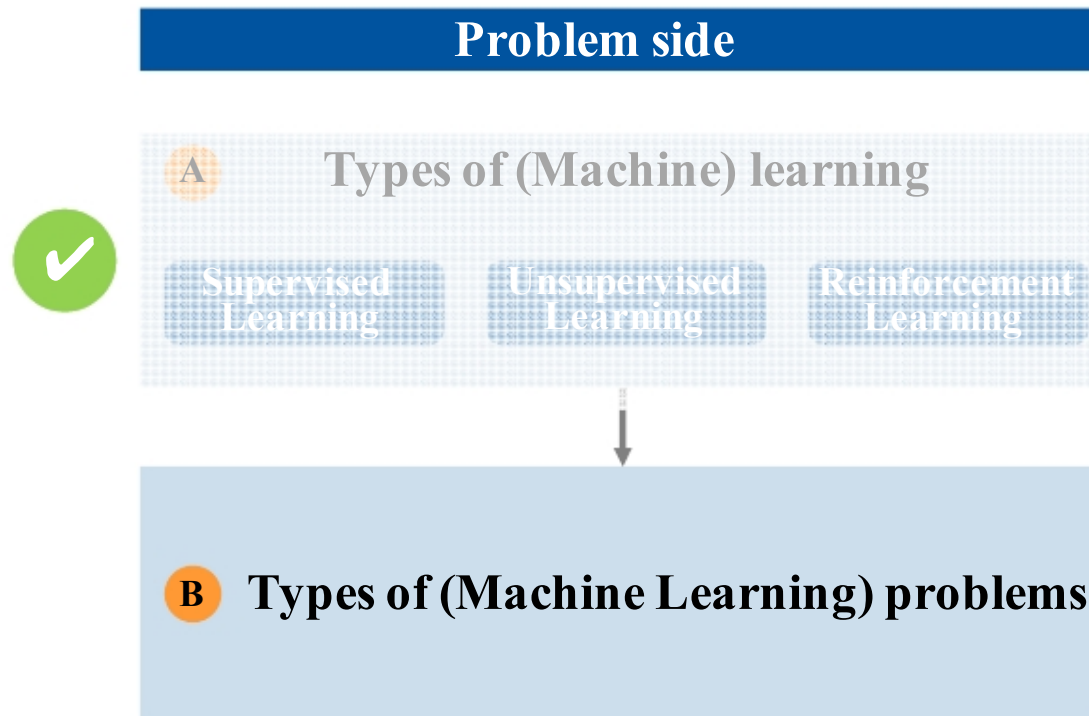 Problem side
A
Types of (Machine) learning
Supervised
Learning
Unsupervised
Learning
Reinforcement
Learning
B
Types of (Machine Learning) problems